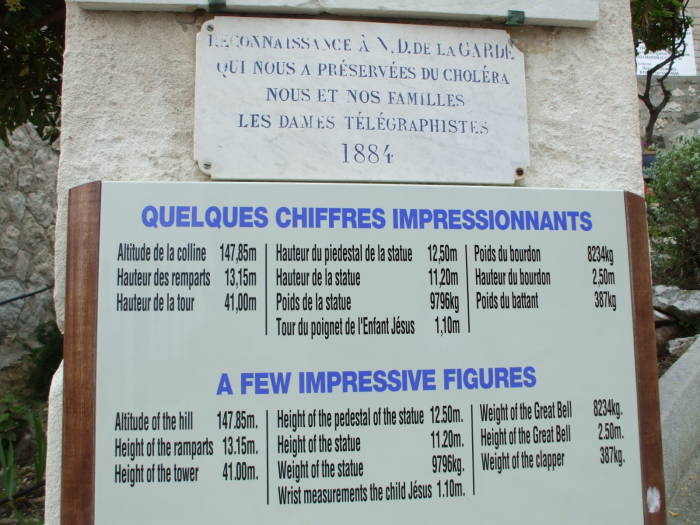 RECONNAISSANCE À N.D. DE LA GARDE
QUI NOUS A PRÉSERVÉES DU CHOLÉRA
NOUS ET NOS FAMILLES
LES DAMES TÉLÉGRAPHISTES
1884
QUELQUES CHIFFRES IMPRESSIONNANTS
Altitude de la colline 147,85m
Hauteur des remparts 13,15m
Hauteur de la tour 41,00m
Hauteur du piedestal de la statue 12,50m
Hauteur de la statue 11,20m
Poids de la statue 9796kg
Tour du poignet de l'Enfant Jésus 1,10m
Poids du bourdon 8234kg
Hauteur du bourdon 2,50m
Poids du battant 387kg
A FEW IMPRESSIVE FIGURES
Altitude of the hill 147.85m.
Height of the ramparts 13.15m.
Height of the tower 41.00m.
Height of the pedestal of the statue 12.50m.
Height of the statue 11.20m.
Weight of the statue 9796kg.
Wrist measurements the child Jésus 1.10m.
Weight of the Great Bell 8234kg.
Height of the Great Bell 2.50m.
Weight of the clapper 387kg.